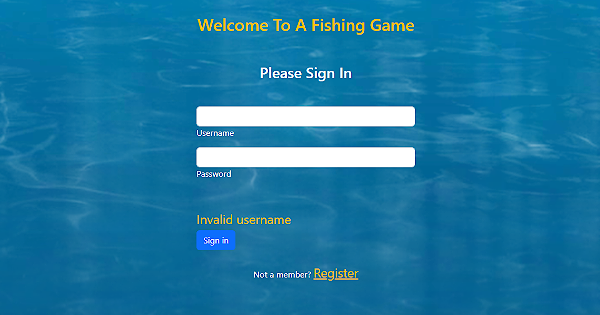 Welcome To A Fishing Game
Please Sign In
Username
Password
Invalid username
Sign in
Not a member? Register